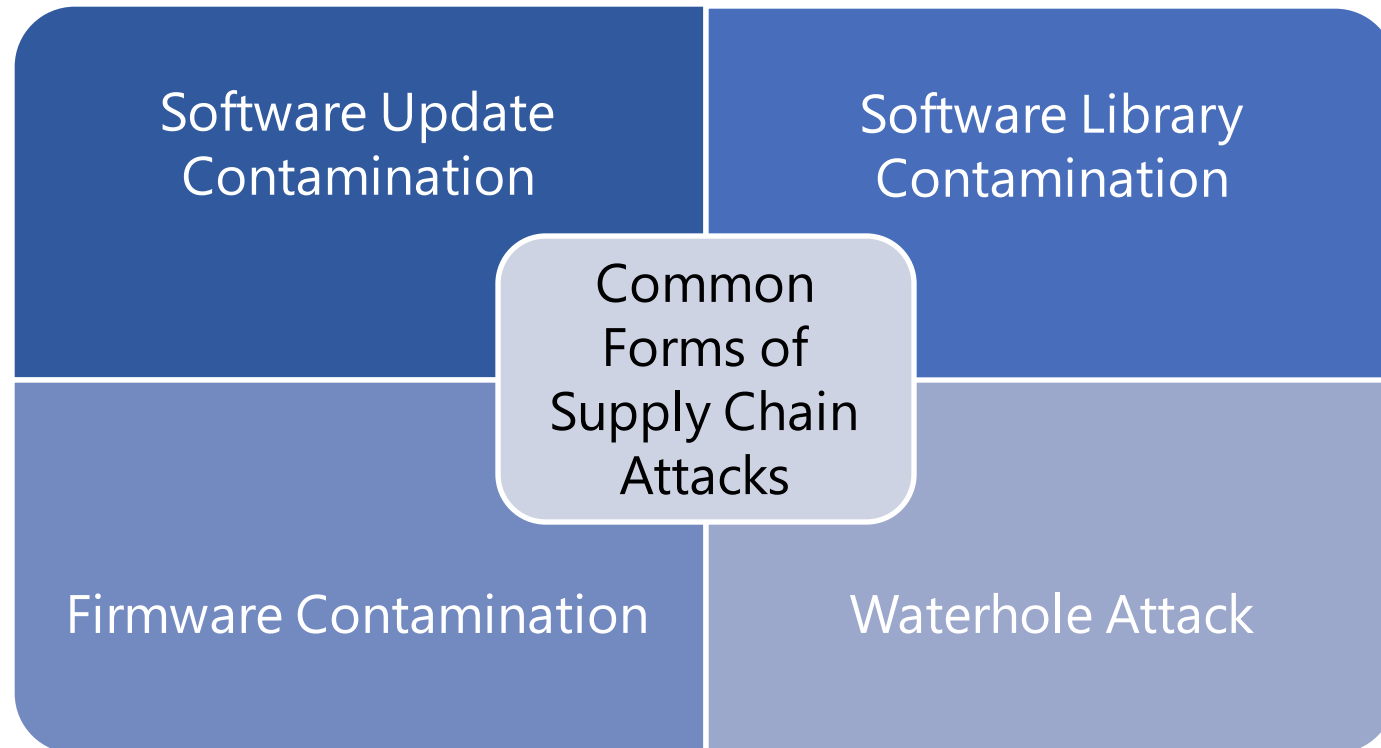 Software Update
Contamination
Software Library
Contamination
Common
Forms of
Supply Chain
Attacks
Firmware Contamination
Waterhole Attack